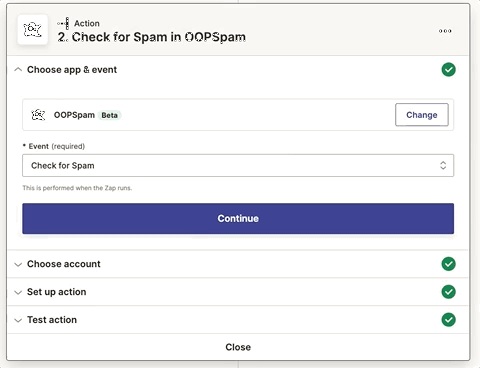 Action
2. Check for Spam in OOPSpam
Choose app & event
OOPSpam Beta
Change
* Event (required)
Check for Spam
This is performed when the Zap runs.
Continue
Choose account
Set up action
Test action
Close